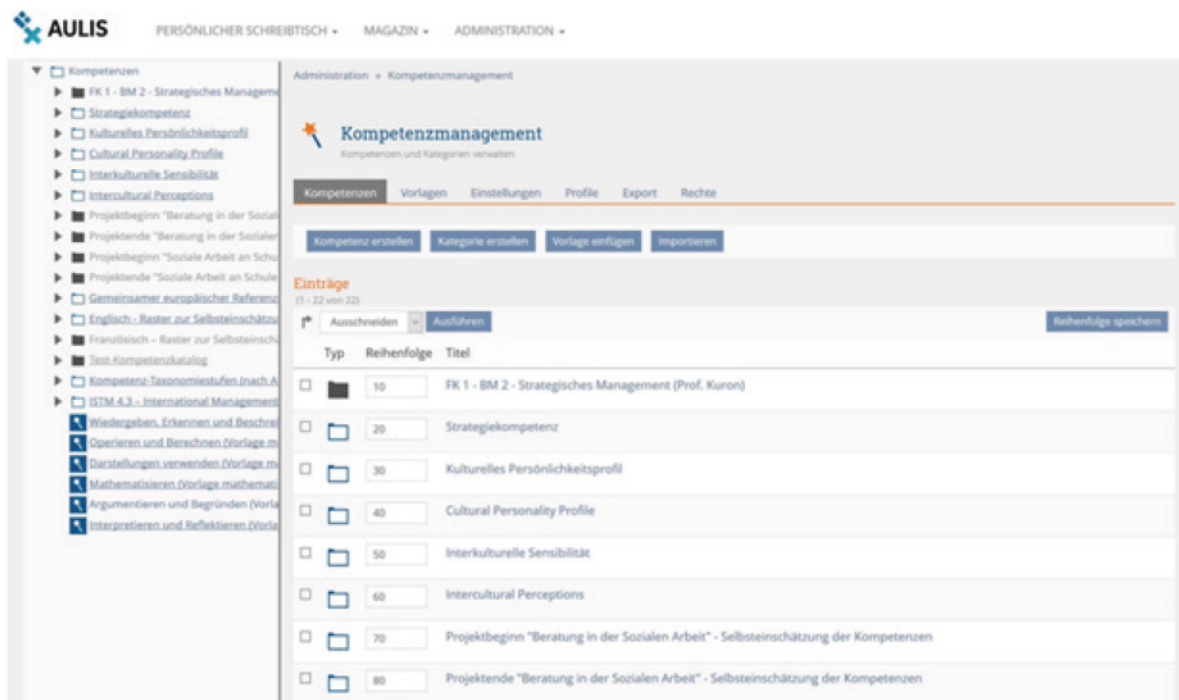 AULIS
PERSÖNLICHER SCHREIBTISCH MAGAZIN ADMINISTRATION
Kompetenzen
FK 1 - BM 2 - Strategisches Manageme
Strategiekompetenz
Kulturelles Persönlichkeitsprofil
Cultural Personality Profile
Interkulturelle Sensibilität
Intercultural Perceptions
Projektbeginn "Beratung in der Sozial
Projektende "Beratung in der Sozialer
Projektbeginn "Soziale Arbeit an Schu
Projektende "Soziale Arbeit an Schule
Gemeinsamer europäischer Referenz
Englisch - Raster zur Selbsteinschätzu
Französisch – Raster zur Selbsteinsch
Test-Kompetenzkatalog
Kompetenz-Taxonomiestufen (nach A
ISTM 4.3 – International Management
Wiedergeben, Erkennen und Beschrei
Operieren und Berechnen (Vorlage m
Darstellungen verwenden (Vorlage ma
Mathematisieren (Vorlage mathemati
Argumentieren und Begründen (Vorla
Interpretieren und Reflektieren (Vorla
Administration » Kompetenzmanagement
Kompetenzmanagement
Kompetenzen und Kategorien verwalten
Kompetenzen Vorlagen Einstellungen Profile Export Rechte
Kompetenz erstellen Kategorie erstellen Vorlage einfügen Importieren
Einträge
(1 - 22 von 22)
Ausschneiden Ausführen Reihenfolge speichern
Typ Reihenfolge Titel
10 FK 1 - BM 2 - Strategisches Management (Prof. Kuron)
20 Strategiekompetenz
30 Kulturelles Persönlichkeitsprofil
40 Cultural Personality Profile
50 Interkulturelle Sensibilität
60 Intercultural Perceptions
70 Projektbeginn "Beratung in der Sozialen Arbeit" - Selbsteinschätzung der Kompetenzen
80 Projektende "Beratung in der Sozialen Arbeit" - Selbsteinschätzung der Kompetenzen